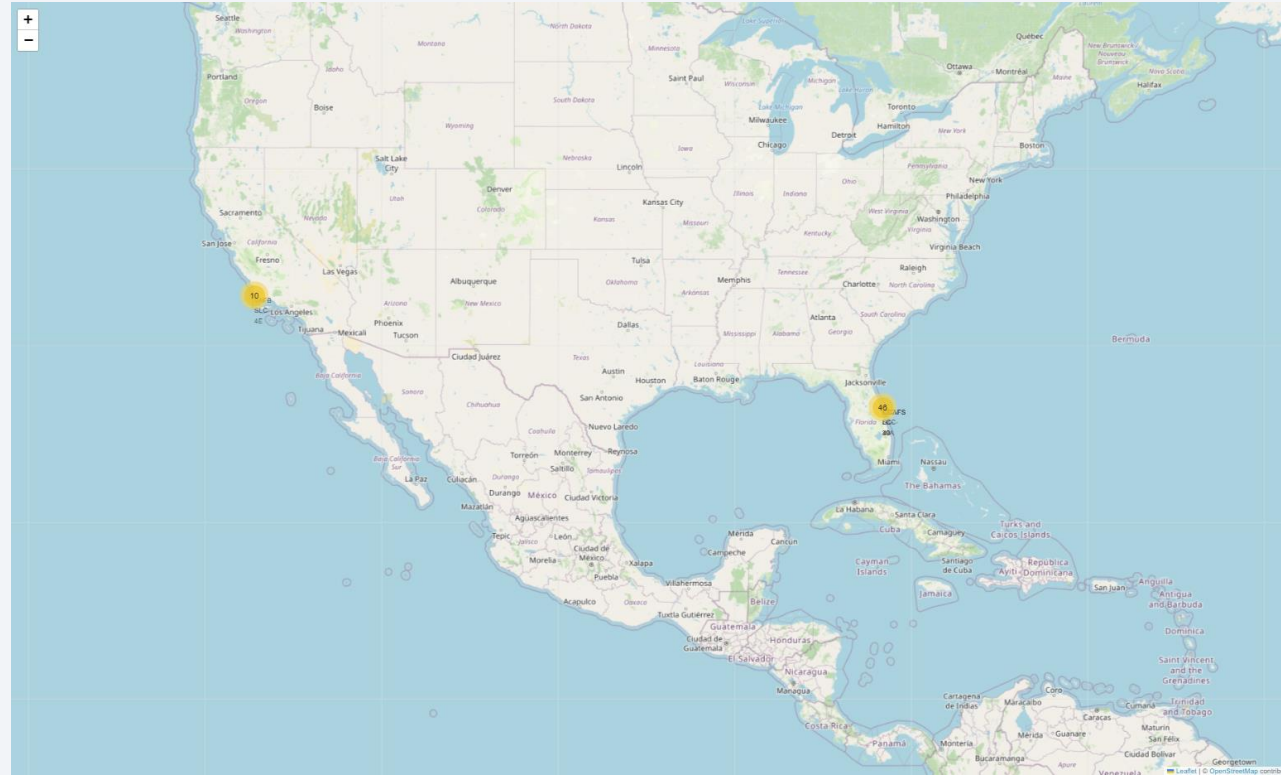 +
−
Seattle
Washington
Montana
North Dakota
Minnesota
Lake Superior
Québec
New Brunswick
Nouveau
Brunswick
Nova Scotia
Halifax
Portland
Oregon
Idaho
Boise
South Dakota
Saint Paul
Wisconsin
Michigan
Lake Huron
Ottawa
Montréal
Maine
Wyoming
Lake Michigan
Milwaukee
Chicago
Detroit
Toronto
Hamilton
New York
Boston
Salt Lake
City
Nebraska
Lincoln
Iowa
Pennsylvania
New York
Philadelphia
Denver
Utah
Colorado
Kansas City
Kansas
Illinois
Indiana
Ohio
West Virginia
Washington
Virginia
Sacramento
Nevada
Missouri
Kentucky
Virginia Beach
San Jose
California
Fresno
Las Vegas
Albuquerque
Tulsa
Oklahoma
Memphis
Tennessee
Raleigh
Charlotte
North Carolina
10
B
SLC
4E
Los Angeles
Arizona
New Mexico
Arkansas
South Carolina
Atlanta
Tijuana
Mexicali
Phoenix
Tucson
Dallas
Mississippi
Alabama
Georgia
Bermuda
Ciudad Juárez
Texas
Louisiana
Baja California
Sonora
Chihuahua
Austin
Houston
San Antonio
Baton Rouge
Jacksonville
46
AFS
Florida
Coahuila
Nuevo Laredo
Miami
Nassau
The Bahamas
Baja California
Sur
La Paz
Culiacán
Torreón
Monterrey
Reynosa
Saltillo
Tamaulipas
Durango
Durango
México
Ciudad Victoria
Mazatlán
Aguascalientes
La Habana
Santa Clara
Cuba
Camaguey
Turks and
Caicos Islands
Tepic
Jalisco
León
Ciudad de
México
Morelia
Puebla
Xalapa
Mérida
Cancún
Campeche
Cayman
Islands
Santiago
de Cuba
Ayiti
Republica
Dominicana
Jamaica
San Juan
Anguilla
Antigua
and Barbuda
Acapulco
Oaxaca
Villahermosa
Tuxtla Gutiérrez
Belize
Dominica
Guatemala
Ciudad de
Guatemala
Honduras
El Salvador
Nicaragua
Managua
Saint Vincent
and the
Grenadines
Costa Rica
Panamá
Cartagena
de Indias
Maracaibo
Coro
Caracas
Cumaná
Trinidad
and Tobago
Maturín
San Félix
Mérida
Guanare
Montería
Bucaramanga
Apure
Ciudad Bolívar
Venezuela
Georgetown
Leaflet | © OpenStreetMap contrib